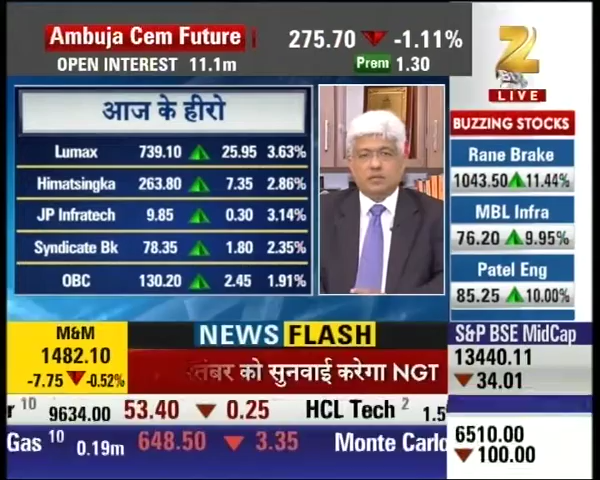 Ambuja Cem Future 275.70 -1.11%
OPEN INTEREST 11.1m Prem 1.30
Z
LIVE
आज के हीरो
Lumax 739.10 25.95 3.63%
Himatsingka 263.80 7.35 2.86%
JP Infratech 9.85 0.30 3.14%
Syndicate Bk 78.35 1.80 2.35%
OBC 130.20 2.45 1.91%
BUZZING STOCKS
Rane Brake
1043.50 11.44%
MBL Infra
76.20 9.95%
Patel Eng
85.25 10.00%
M&M
1482.10
-7.75 -0.52%
NEWS FLASH
तंबर को सुनवाई करेगा NGT
S&P BSE MidCap
13440.11
34.01
r 10 9634.00 53.40 0.25 HCL Tech 2 1.5
Gas 10 0.19m 648.50 3.35 Monte Carlo
6510.00
100.00